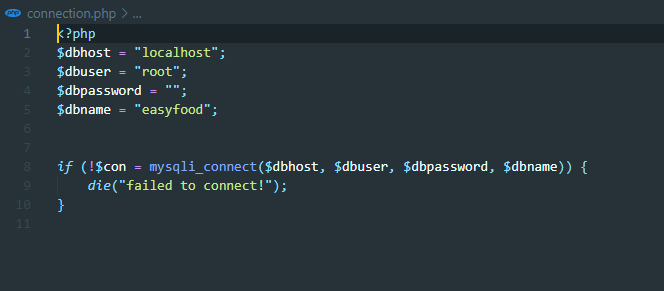 php connection.php > ...
1 <?php
2 $dbhost = "localhost";
3 $dbuser = "root";
4 $dbpassword = "";
5 $dbname = "easyfood";
6
7
8 if (!$con = mysqli_connect($dbhost, $dbuser, $dbpassword, $dbname)) {
9     die("failed to connect!");
10 }
11